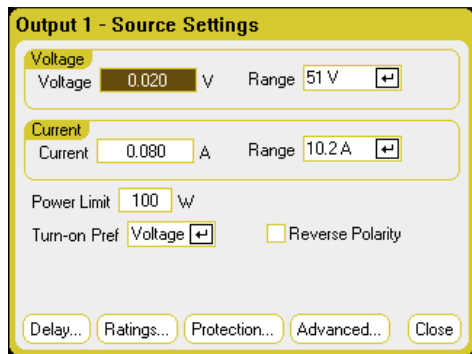 Output 1 - Source Settings
Voltage
Voltage 0.020 V Range 51 V
Current
Current 0.080 A Range 10.2 A
Power Limit 100 W
Turn-on Pref Voltage Reverse Polarity
Delay... Ratings... Protection... Advanced... Close